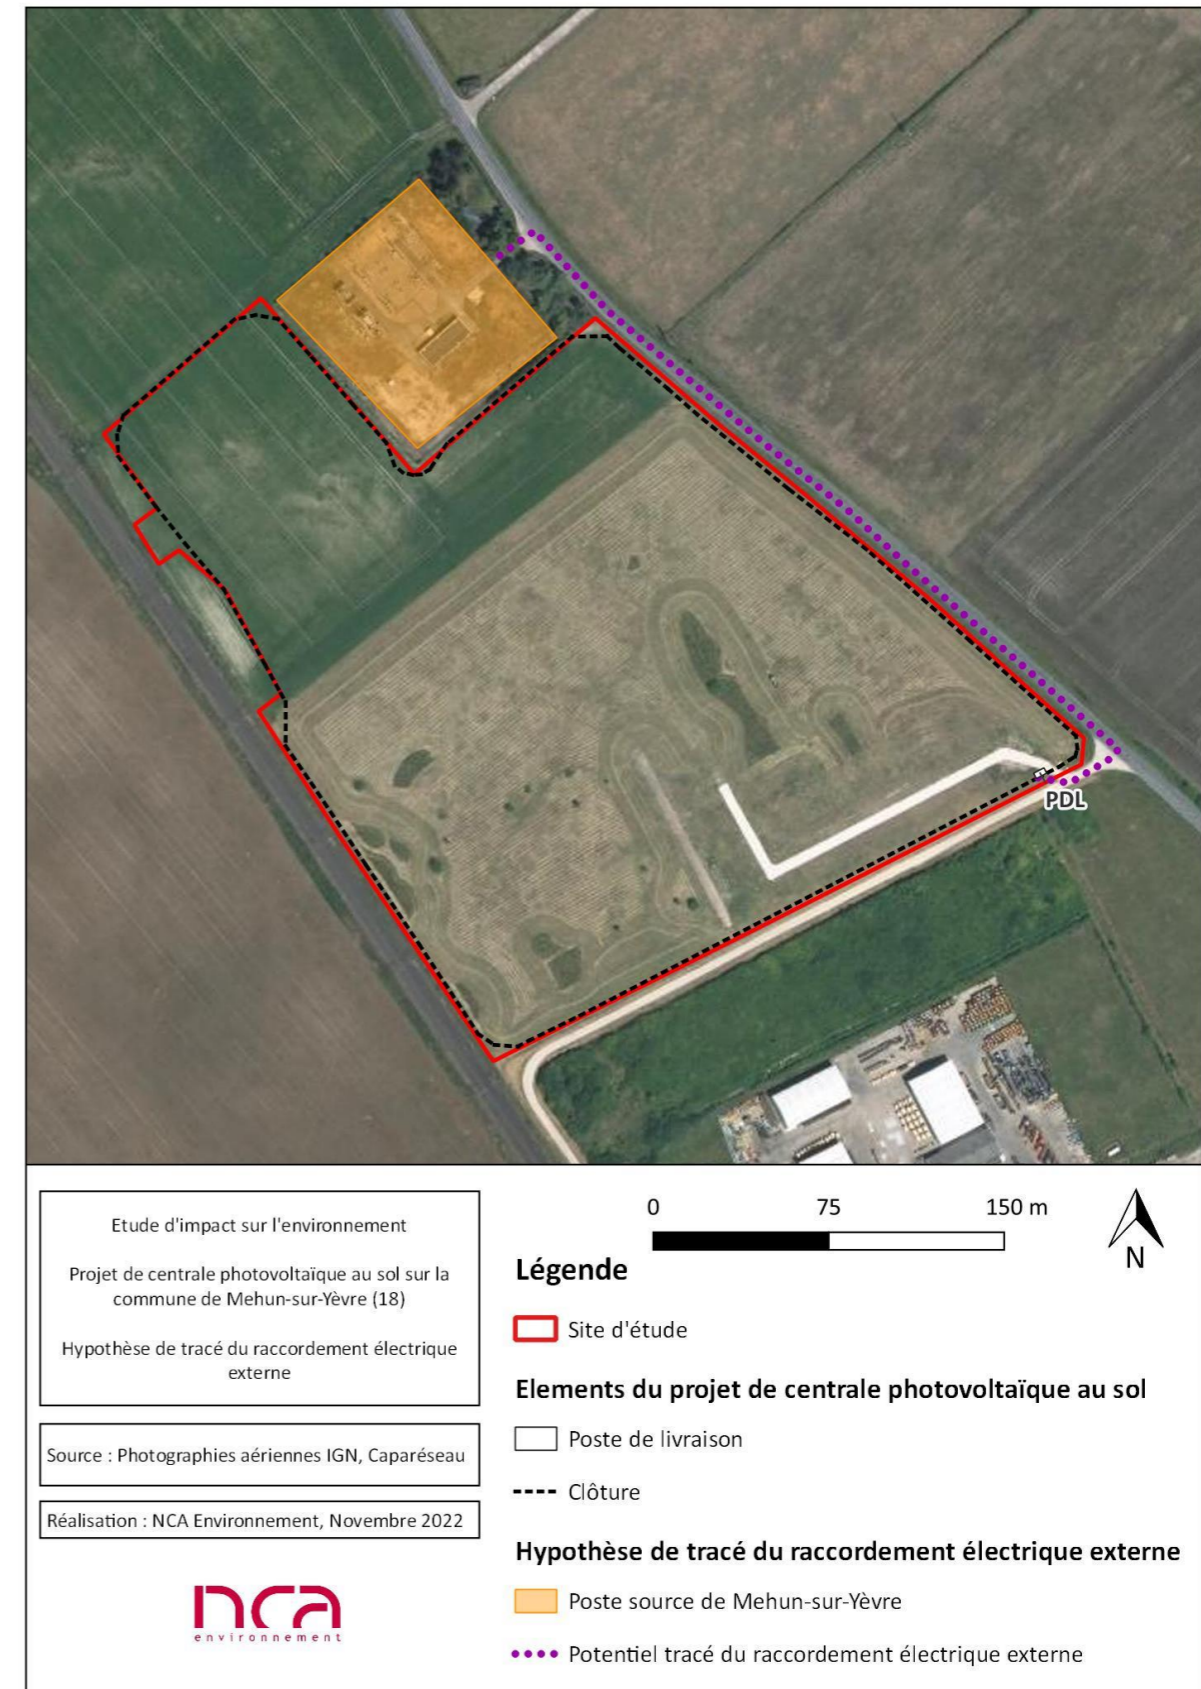 PDL
Etude d'impact sur l'environnement
Projet de centrale photovoltaïque au sol sur la
commune de Mehun-sur-Yèvre (18)
Hypothèse de tracé du raccordement électrique
externe
Source : Photographies aériennes IGN, Caparéseau
Réalisation : NCA Environnement, Novembre 2022
nca
environnement
0 75 150 m
N
Légende
Site d'étude
Elements du projet de centrale photovoltaïque au sol
Poste de livraison
Clôture
Hypothèse de tracé du raccordement électrique externe
Poste source de Mehun-sur-Yèvre
Potentiel tracé du raccordement électrique externe